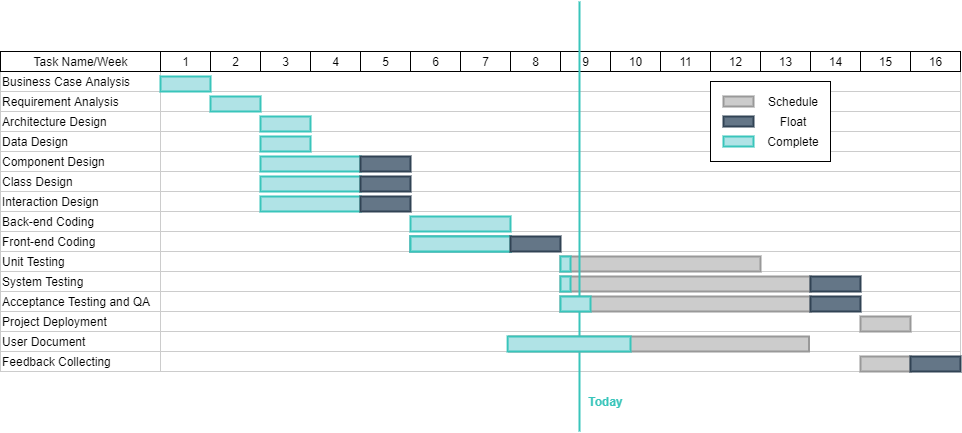 Task Name/Week 1 2 3 4 5 6 7 8 9 10 11 12 13 14 15 16
Business Case Analysis
Requirement Analysis
Schedule
Architecture Design
Float
Data Design
Complete
Component Design
Class Design
Interaction Design
Back-end Coding
Front-end Coding
Unit Testing
System Testing
Acceptance Testing and QA
Project Deployment
User Document
Feedback Collecting
Today